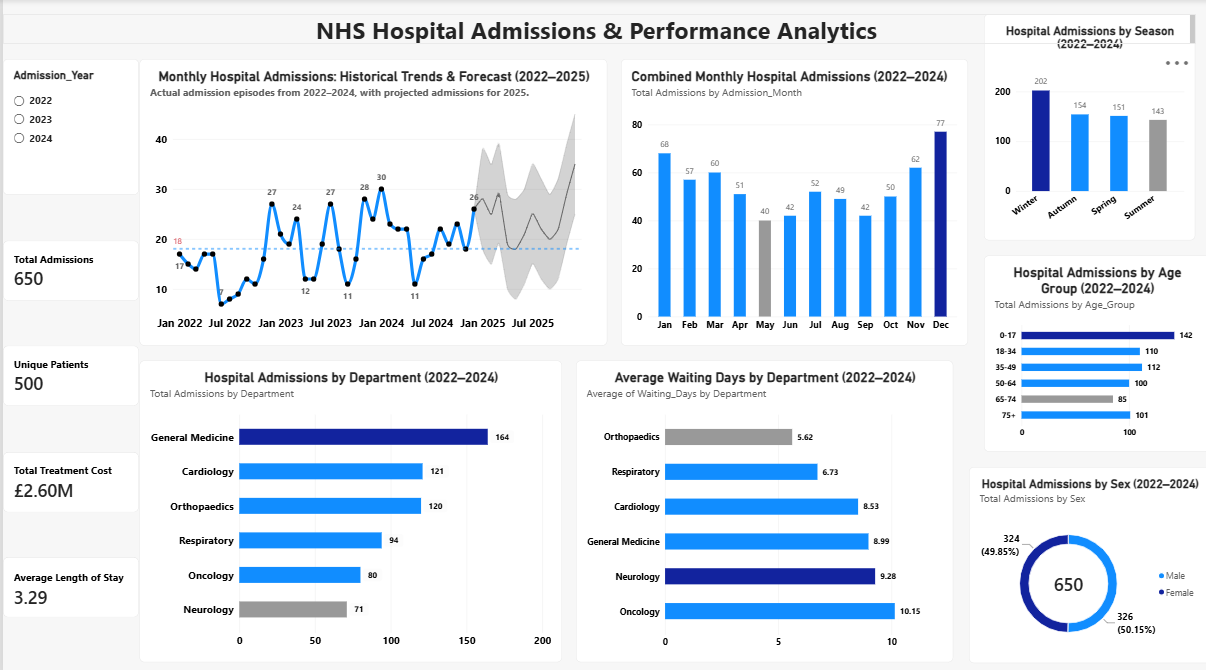 NHS Hospital Admissions & Performance Analytics
Admission_Year
2022
2023
2024
Total Admissions
650
Unique Patients
500
Total Treatment Cost
£2.60M
Average Length of Stay
3.29
Monthly Hospital Admissions: Historical Trends & Forecast (2022–2025)
Actual admission episodes from 2022–2024, with projected admissions for 2025.
40
30
20
10
18
17
7
27
24
12
27
11
28
30
11
26
Jan 2022 Jul 2022 Jan 2023 Jul 2023 Jan 2024 Jul 2024 Jan 2025 Jul 2025
Combined Monthly Hospital Admissions (2022–2024)
Total Admissions by Admission_Month
80
60
40
20
0
68 57 60 51 40 42 52 49 42 50 62 77
Jan Feb Mar Apr May Jun Jul Aug Sep Oct Nov Dec
Hospital Admissions by Season
(2022–2024)
200
100
0
202 154 151 143
Winter Autumn Spring Summer
Hospital Admissions by Age
Group (2022–2024)
Total Admissions by Age_Group
0-17 142
18-34 110
35-49 112
50-64 100
65-74 85
75+ 101
0 100
Hospital Admissions by Department (2022–2024)
Total Admissions by Department
General Medicine 164
Cardiology 121
Orthopaedics 120
Respiratory 94
Oncology 80
Neurology 71
0 50 100 150 200
Average Waiting Days by Department (2022–2024)
Average of Waiting_Days by Department
Orthopaedics 5.62
Respiratory 6.73
Cardiology 8.53
General Medicine 8.99
Neurology 9.28
Oncology 10.15
0 5 10
Hospital Admissions by Sex (2022–2024)
Total Admissions by Sex
324
(49.85%)
650
326
(50.15%)
Male
Female